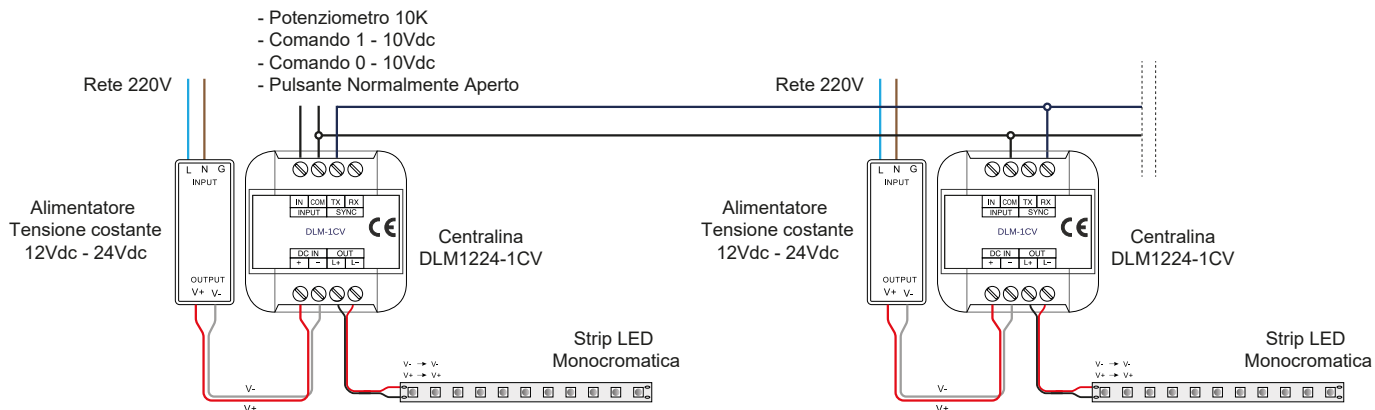 - Potenziometro 10K
- Comando 1 - 10Vdc
- Comando 0 - 10Vdc
- Pulsante Normalmente Aperto
Rete 220V
L N G
INPUT
Alimentatore
Tensione costante
12Vdc - 24Vdc
OUTPUT
V+ V-
IN COM TX RX
INPUT SYNC
DLM-1CV
CE
DC IN OUT
+ − L+ L−
Centralina
DLM1224-1CV
V-
V+
V- → V-
V+ → V+
Strip LED
Monocromatica
Rete 220V
L N G
INPUT
Alimentatore
Tensione costante
12Vdc - 24Vdc
OUTPUT
V+ V-
IN COM TX RX
INPUT SYNC
DLM-1CV
CE
DC IN OUT
+ − L+ L−
Centralina
DLM1224-1CV
V-
V+
V- → V-
V+ → V+
Strip LED
Monocromatica